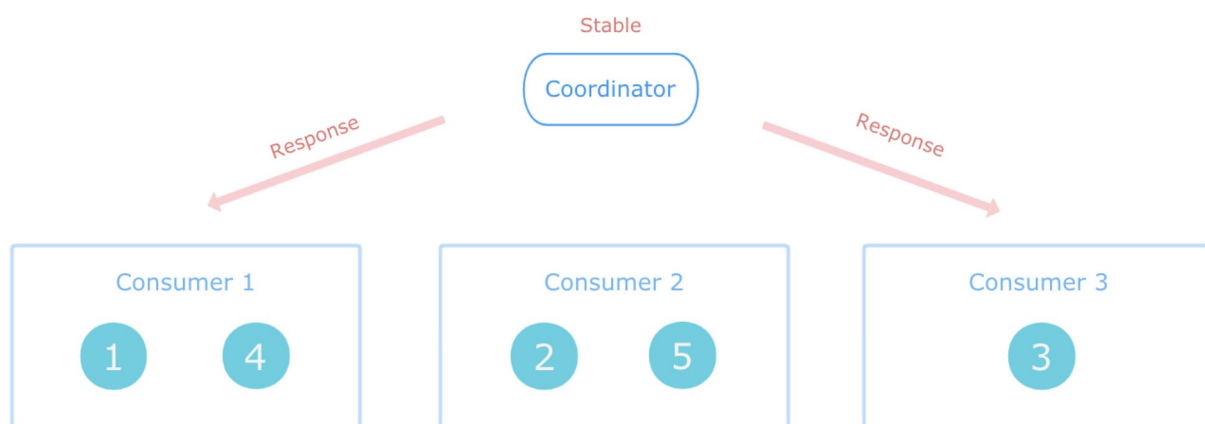 Stable
Coordinator
Response
Response
Consumer 1
Consumer 2
Consumer 3
1
4
2
5
3